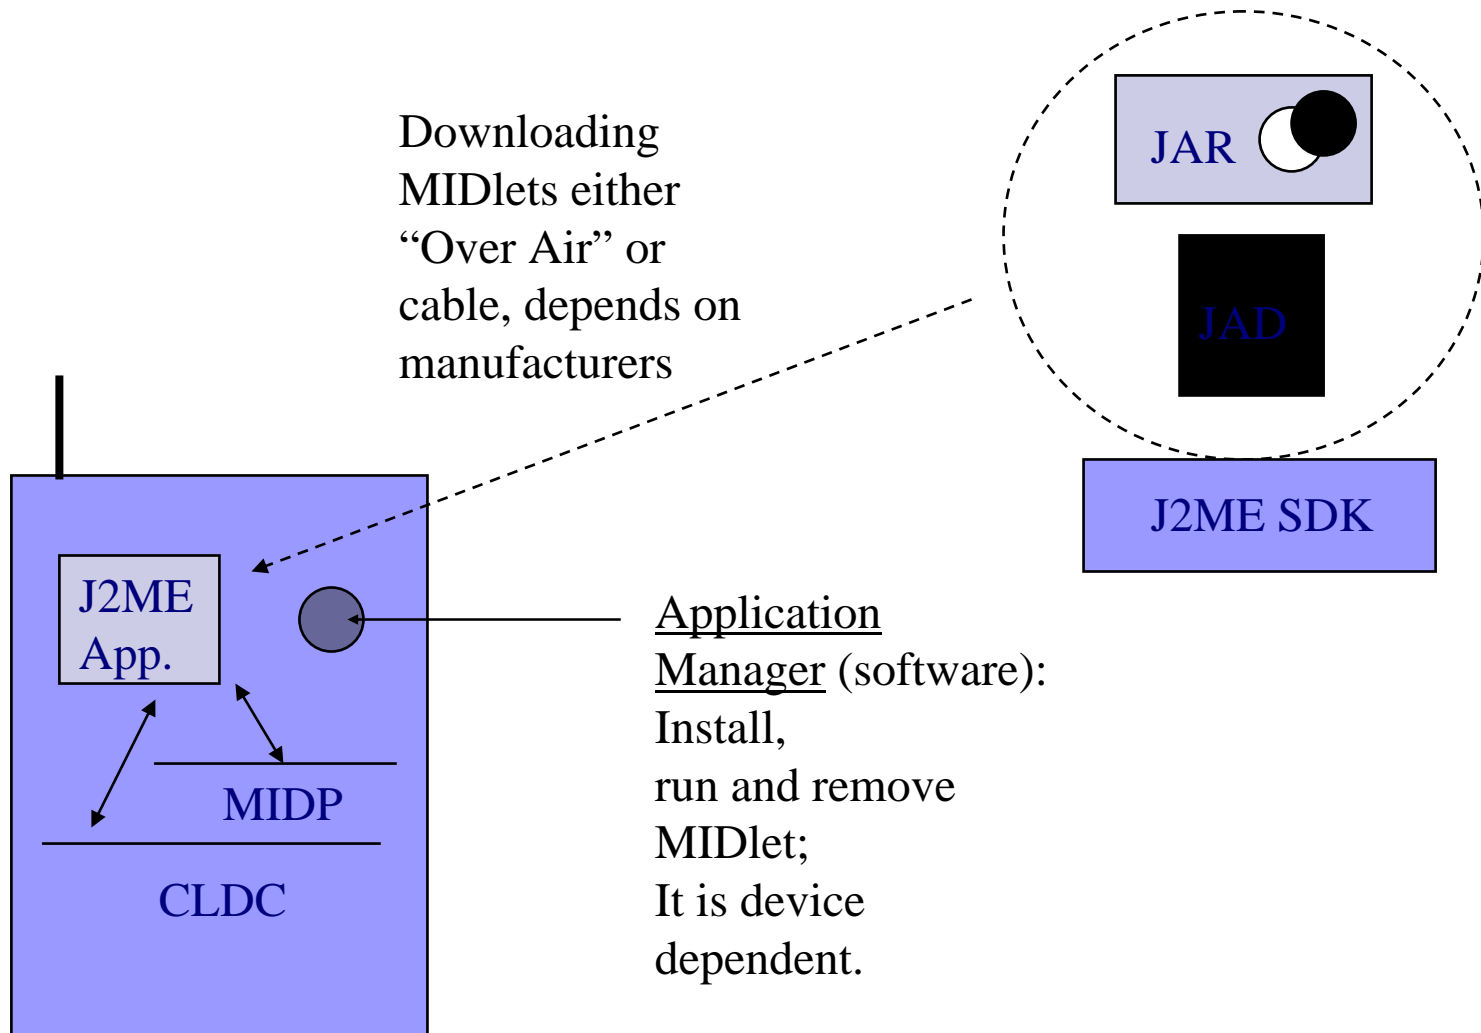 Downloading
MIDlets either
“Over Air” or
cable, depends on
manufacturers
JAR
JAD
J2ME SDK
J2ME
App.
MIDP
CLDC
Application
Manager (software):
Install,
run and remove
MIDlet;
It is device
dependent.